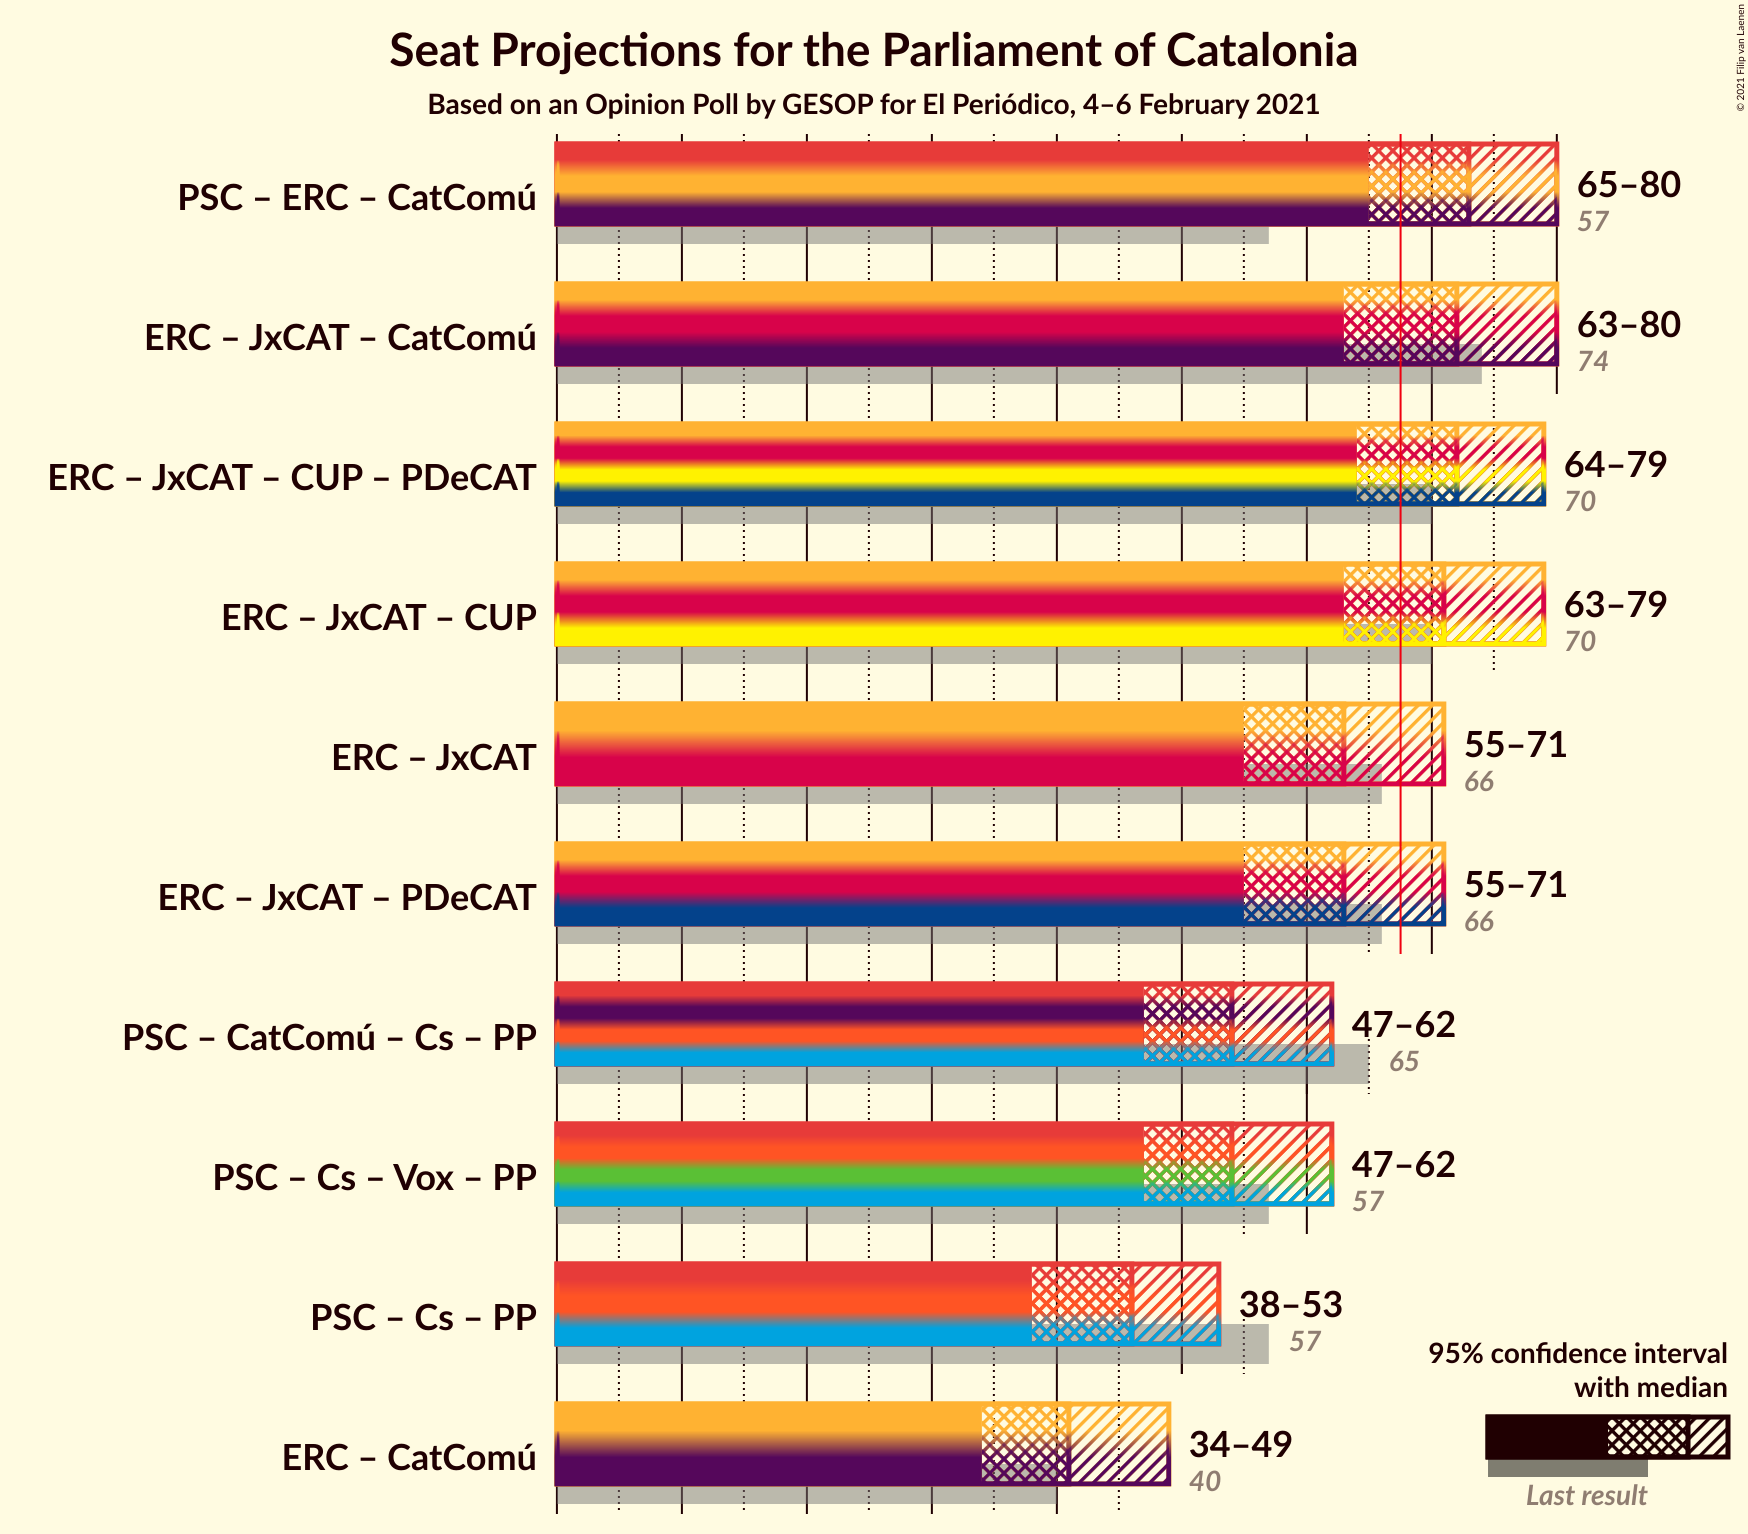 Seat Projections for the Parliament of Catalonia
Based on an Opinion Poll by GESOP for El Periódico, 4–6 February 2021
© 2021 Filip van Laenen
PSC – ERC – CatComú
65–80
57
ERC – JxCAT – CatComú
63–80
74
ERC – JxCAT – CUP – PDeCAT
64–79
70
ERC – JxCAT – CUP
63–79
70
ERC – JxCAT
55–71
66
ERC – JxCAT – PDeCAT
55–71
66
PSC – CatComú – Cs – PP
47–62
65
PSC – Cs – Vox – PP
47–62
57
PSC – Cs – PP
38–53
57
ERC – CatComú
34–49
40
95% confidence interval
with median
Last result